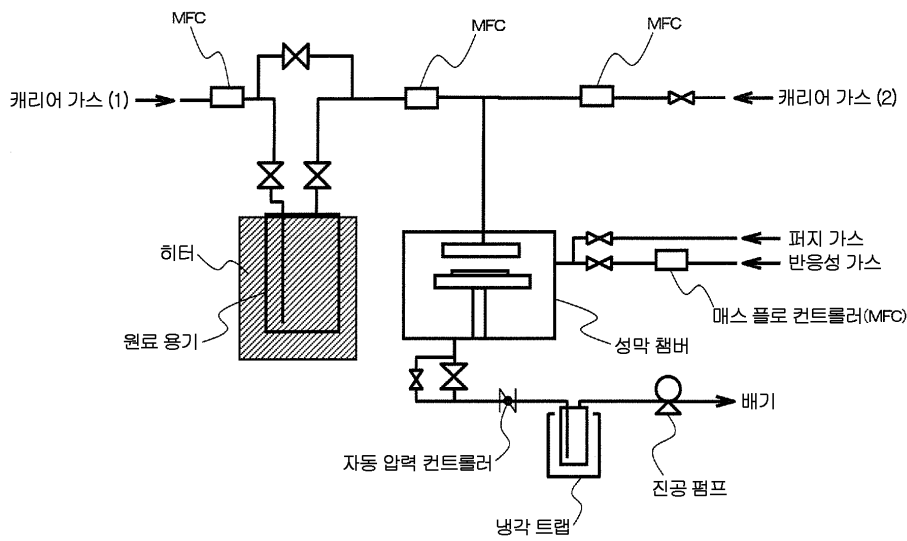 MFC
MFC
MFC
캐리어 가스 (1)
캐리어 가스 (2)
히터
퍼지 가스
반응성 가스
원료 용기
매스 플로 컨트롤러(MFC)
성막 챔버
배기
자동 압력 컨트롤러
진공 펌프
냉각 트랩